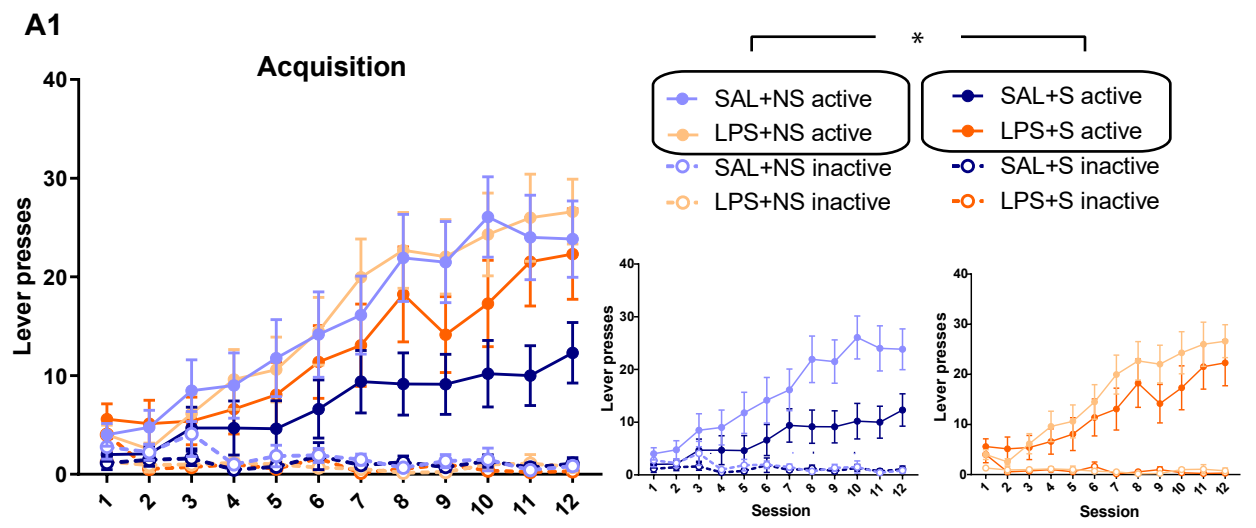 A1
Acquisition
Lever presses
40
30
20
10
0
1 2 3 4 5 6 7 8 9 10 11 12
*
SAL+NS active
LPS+NS active
SAL+NS inactive
LPS+NS inactive
SAL+S active
LPS+S active
SAL+S inactive
LPS+S inactive
Lever presses
40
30
20
10
0
1 2 3 4 5 6 7 8 9 10 11 12
Session
Lever presses
40
30
20
10
0
1 2 3 4 5 6 7 8 9 10 11 12
Session